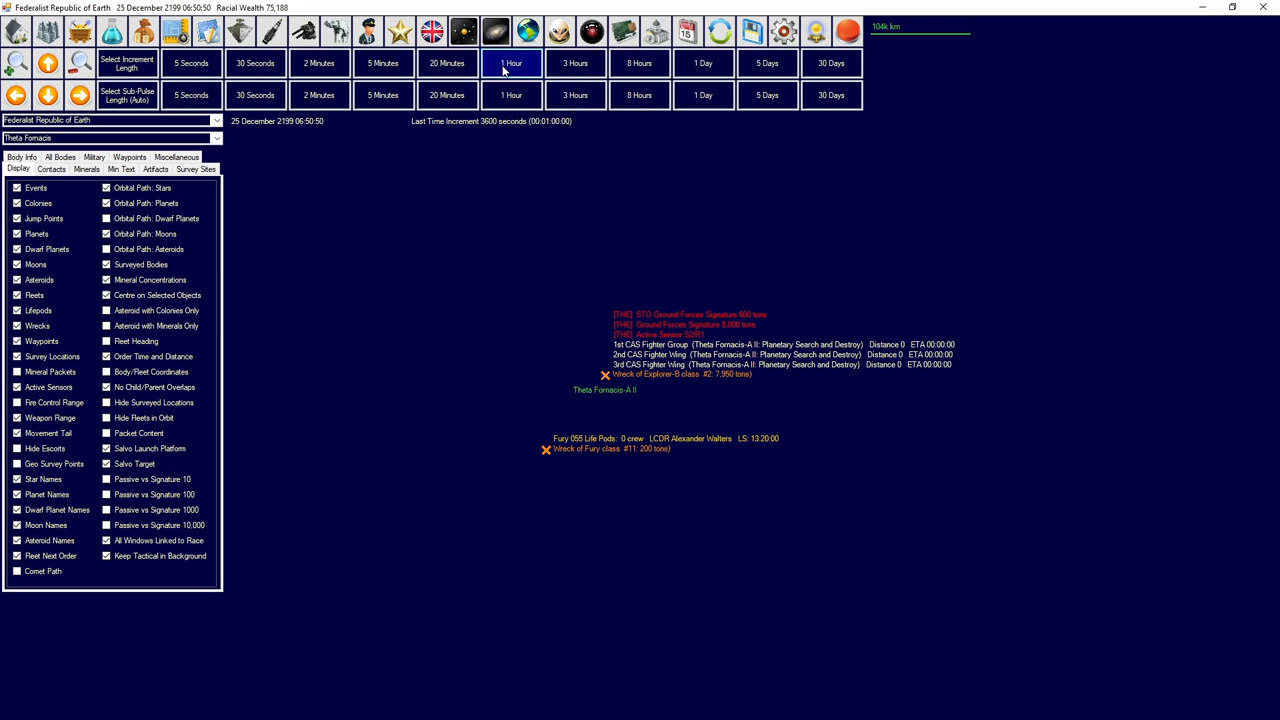 Federalist Republic of Earth   25 December 2199 06:50:50   Racial Wealth 75,188
104k km
Select Increment Length
5 Seconds
30 Seconds
2 Minutes
5 Minutes
20 Minutes
1 Hour
3 Hours
8 Hours
1 Day
5 Days
30 Days
Select Sub-Pulse Length (Auto)
5 Seconds
30 Seconds
2 Minutes
5 Minutes
20 Minutes
1 Hour
3 Hours
8 Hours
1 Day
5 Days
30 Days
Federalist Republic of Earth
25 December 2199 06:50:50
Last Time Increment 3600 seconds (00:01:00:00)
Theta Fornacis
Body Info   All Bodies   Military   Waypoints   Miscellaneous
Display   Contacts   Minerals   Min Text   Artifacts   Survey Sites
Events   Orbital Path: Stars
Colonies   Orbital Path: Planets
Jump Points   Orbital Path: Dwarf Planets
Planets   Orbital Path: Moons
Dwarf Planets   Orbital Path: Asteroids
Moons   Surveyed Bodies
Asteroids   Mineral Concentrations
Fleets   Centre on Selected Objects
Lifepods   Asteroid with Colonies Only
Wrecks   Asteroid with Minerals Only
Waypoints   Fleet Heading
Survey Locations   Order Time and Distance
Mineral Packets   Body/Fleet Coordinates
Active Sensors   No Child/Parent Overlaps
Fire Control Range   Hide Surveyed Locations
Weapon Range   Hide Fleets in Orbit
Movement Tail   Packet Content
Hide Escorts   Salvo Launch Platform
Geo Survey Points   Salvo Target
Star Names   Passive vs Signature 10
Planet Names   Passive vs Signature 100
Dwarf Planet Names   Passive vs Signature 1000
Moon Names   Passive vs Signature 10,000
Asteroid Names   All Windows Linked to Race
Fleet Next Order   Keep Tactical in Background
Comet Path
[THE]  STO Ground Forces Signature 600 tons
[THE]  Ground Forces Signature 8,000 tons
[THE]  Active Sensor S2/R1
1st CAS Fighter Group  (Theta Fornacis-A II: Planetary Search and Destroy)   Distance 0   ETA 00:00:00
2nd CAS Fighter Wing  (Theta Fornacis-A II: Planetary Search and Destroy)   Distance 0   ETA 00:00:00
3rd CAS Fighter Wing  (Theta Fornacis-A II: Planetary Search and Destroy)   Distance 0   ETA 00:00:00
Wreck of Explorer-B class  #2: 7,950 tons)
Theta Fornacis-A II
Fury 055 Life Pods:  0 crew   LCDR Alexander Walters   LS: 13:20:00
Wreck of Fury class  #11: 200 tons)